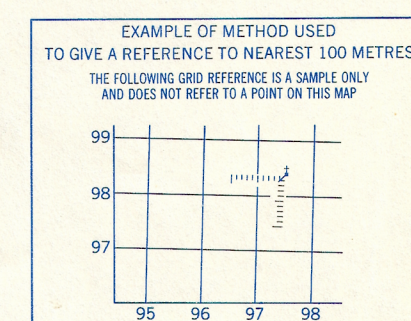 EXAMPLE OF METHOD USED
TO GIVE A REFERENCE TO NEAREST 100 METRES
THE FOLLOWING GRID REFERENCE IS A SAMPLE ONLY
AND DOES NOT REFER TO A POINT ON THIS MAP
99
98
97
95 96 97 98